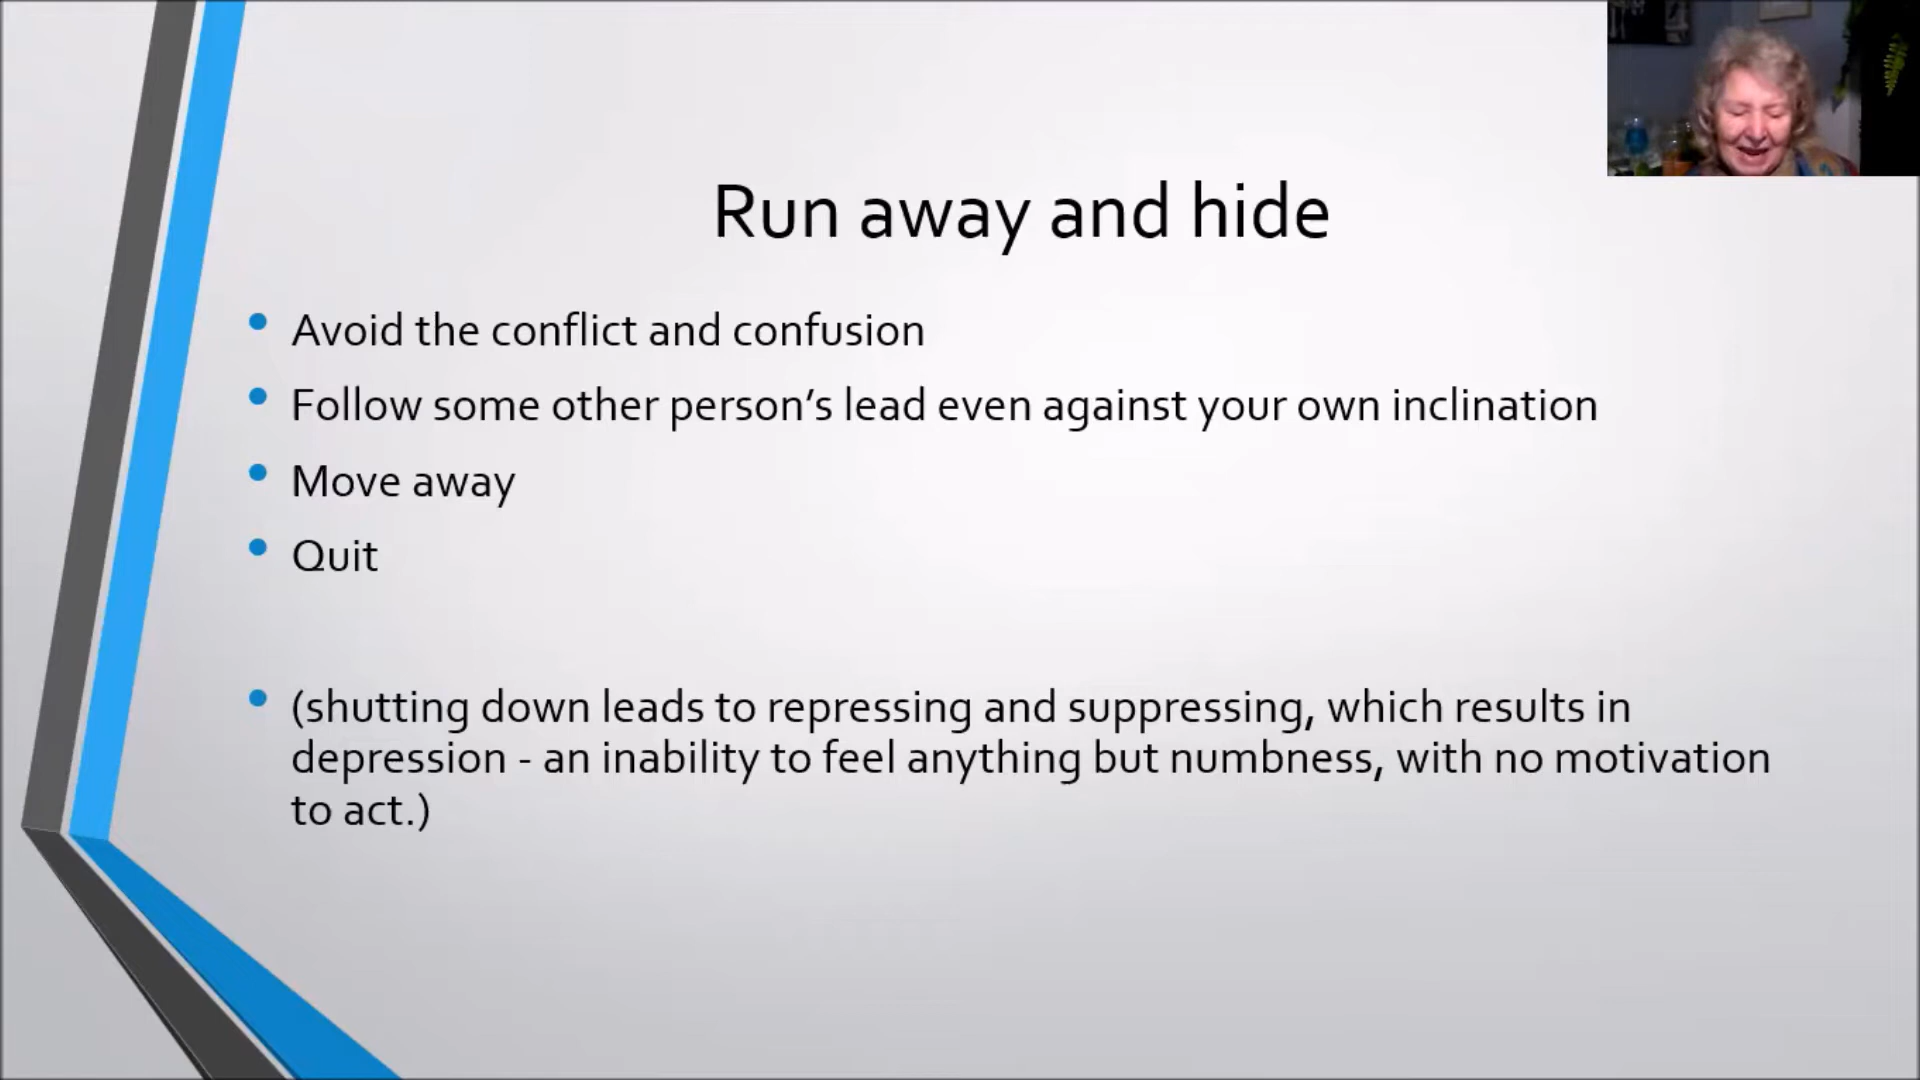 Run away and hide
Avoid the conflict and confusion
Follow some other person’s lead even against your own inclination
Move away
Quit
(shutting down leads to repressing and suppressing, which results in
depression - an inability to feel anything but numbness, with no motivation
to act.)